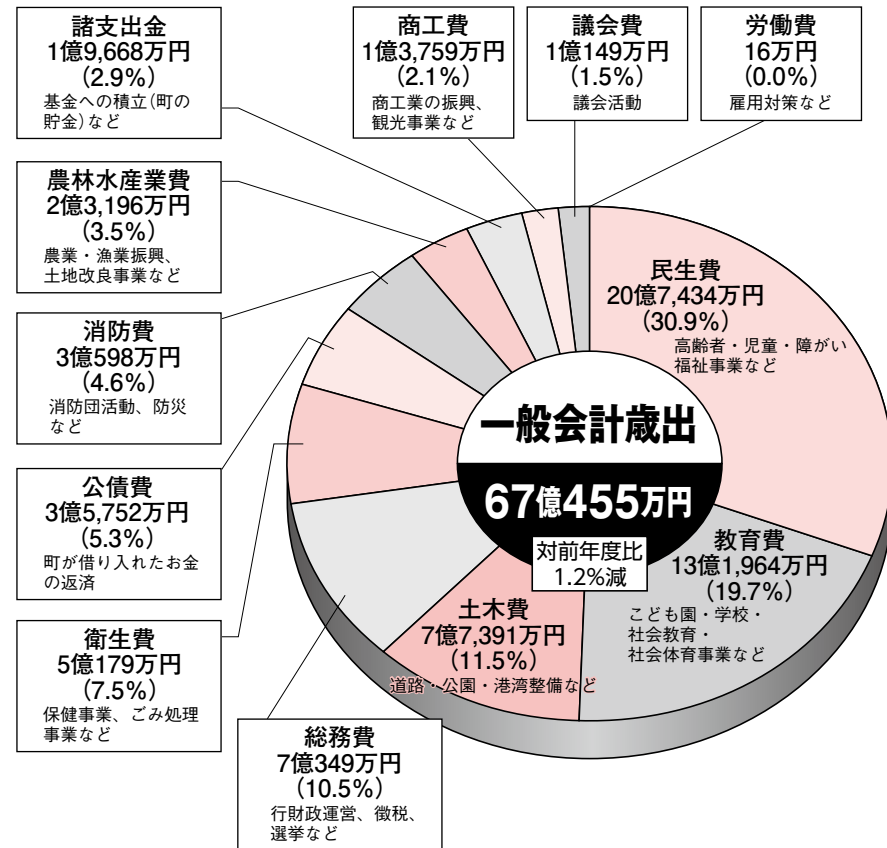 諸支出金
1億9,668万円
(2.9%)
基金への積立(町の
貯金)など
商工費
1億3,759万円
(2.1%)
商工業の振興、
観光事業など
議会費
1億149万円
(1.5%)
議会活動
労働費
16万円
(0.0%)
雇用対策など
農林水産業費
2億3,196万円
(3.5%)
農業・漁業振興、
土地改良事業など
消防費
3億598万円
(4.6%)
消防団活動、防災
など
公債費
3億5,752万円
(5.3%)
町が借り入れたお金
の返済
衛生費
5億179万円
(7.5%)
保健事業、ごみ処理
事業など
総務費
7億349万円
(10.5%)
行財政運営、徴税、
選挙など
土木費
7億7,391万円
(11.5%)
道路・公園・港湾整備など
教育費
13億1,964万円
(19.7%)
こども園・学校・
社会教育・
社会体育事業など
民生費
20億7,434万円
(30.9%)
高齢者・児童・障がい
福祉事業など
一般会計歳出
67億455万円
対前年度比
1.2%減